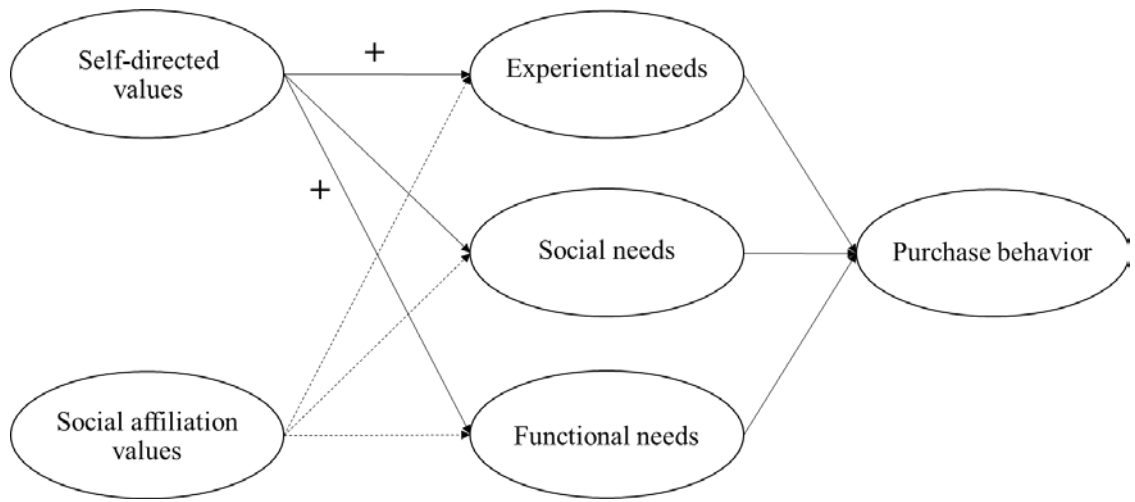 Self-directed
values
+
Experiential needs
+
Social needs
Purchase behavior
Social affiliation
values
Functional needs